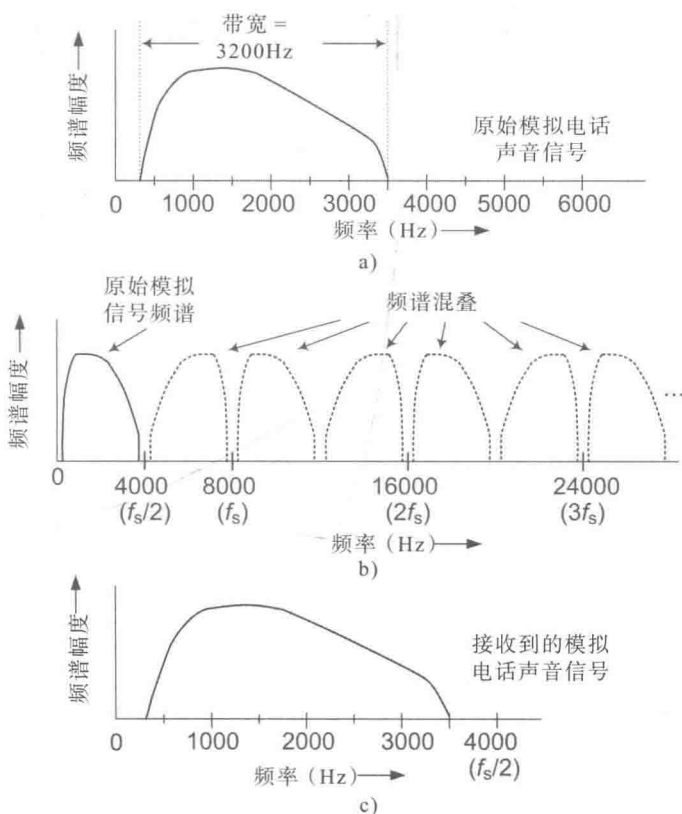 带宽 =
3200Hz
频谱幅度
原始模拟电话
声音信号
0 1000 2000 3000 4000 5000 6000
频率（Hz）
a)
原始模拟
信号频谱
频谱混叠
频谱幅度
...
0 4000 8000 16000 24000
(fs/2) (fs) (2fs) (3fs)
频率（Hz）
b)
频谱幅度
接收到的模拟
电话声音信号
0 1000 2000 3000 4000
频率（Hz） (fs/2)
c)